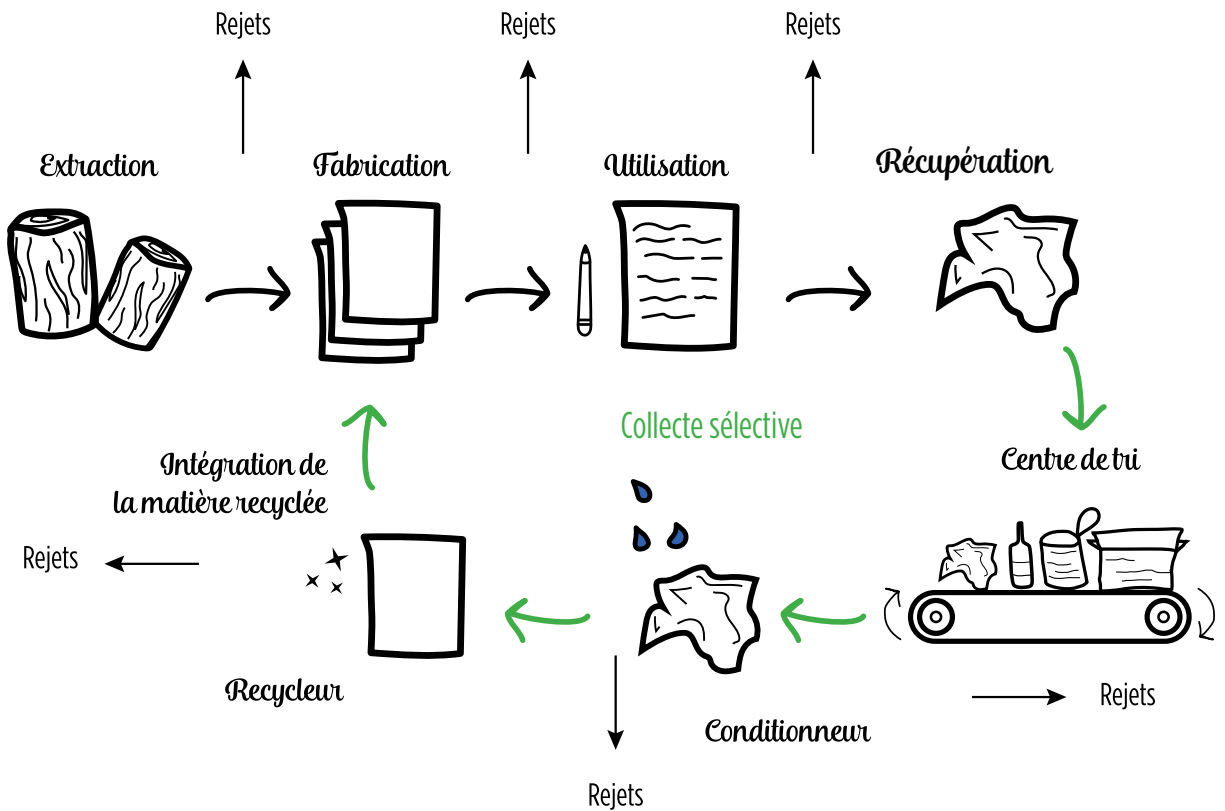 Rejets
Rejets
Rejets
Extraction
Fabrication
Utilisation
Récupération
Collecte sélective
Centre de tri
Intégration de
la matière recyclée
Rejets
Recycleur
Rejets
Conditionneur
Rejets